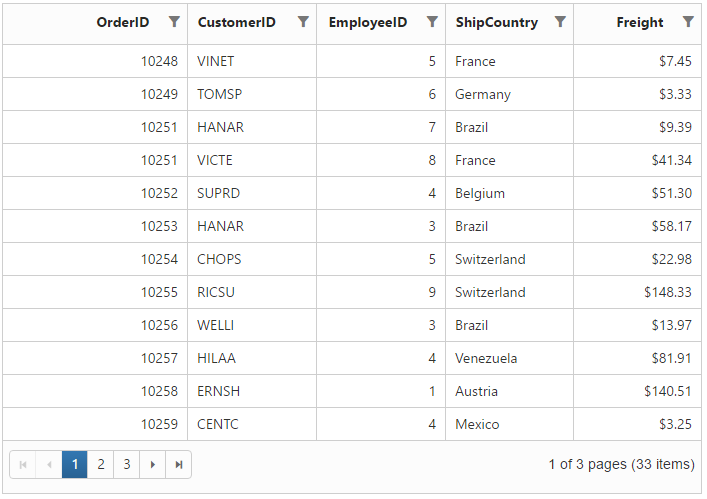 OrderID CustomerID EmployeeID ShipCountry Freight
10248 VINET 5 France $7.45
10249 TOMSP 6 Germany $3.33
10251 HANAR 7 Brazil $9.39
10251 VICTE 8 France $41.34
10252 SUPRD 4 Belgium $51.30
10253 HANAR 3 Brazil $58.17
10254 CHOPS 5 Switzerland $22.98
10255 RICSU 9 Switzerland $148.33
10256 WELLI 3 Brazil $13.97
10257 HILAA 4 Venezuela $81.91
10258 ERNSH 1 Austria $140.51
10259 CENTC 4 Mexico $3.25
1 2 3 1 of 3 pages (33 items)